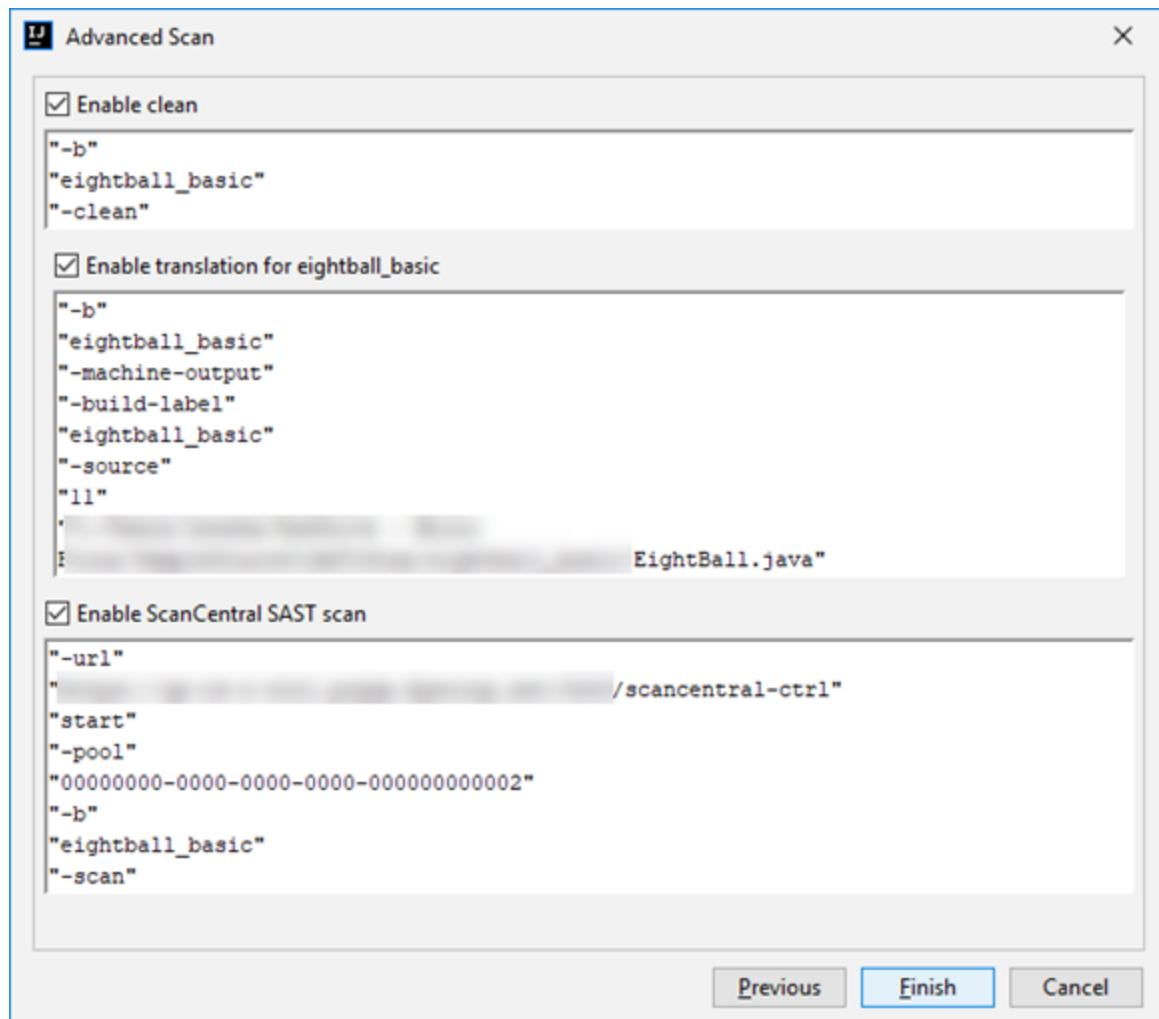 IJ Advanced Scan
Enable clean
"-b"
"eightball_basic"
"-clean"
Enable translation for eightball_basic
"-b"
"eightball_basic"
"-machine-output"
"-build-label"
"eightball_basic"
"-source"
"11"
"
EightBall.java"
Enable ScanCentral SAST scan
"-url"
" /scancentral-ctrl"
"start"
"-pool"
"00000000-0000-0000-0000-000000000002"
"-b"
"eightball_basic"
"-scan"
Previous Finish Cancel